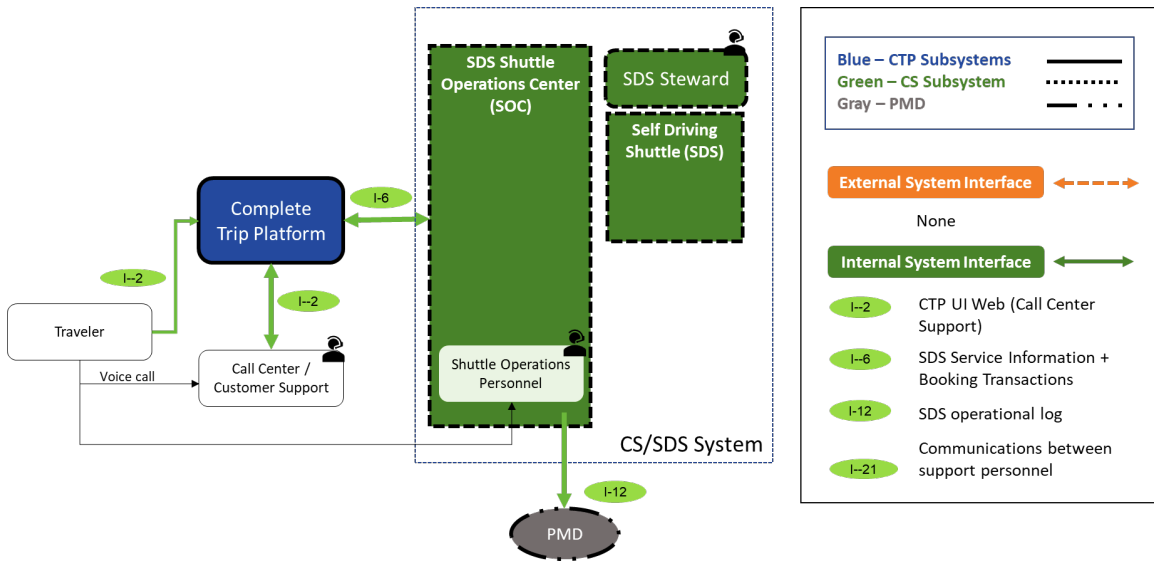 SDS Shuttle
Operations Center
(SOC)
SDS Steward
Self Driving
Shuttle (SDS)
I-6
Complete
Trip Platform
I--2
I--2
Traveler
Voice call
Call Center /
Customer Support
Shuttle Operations
Personnel
CS/SDS System
I-12
PMD
Blue – CTP Subsystems
Green – CS Subsystem
Gray – PMD
External System Interface
None
Internal System Interface
I--2
CTP UI Web (Call Center
Support)
I--6
SDS Service Information +
Booking Transactions
I-12
SDS operational log
I--21
Communications between
support personnel